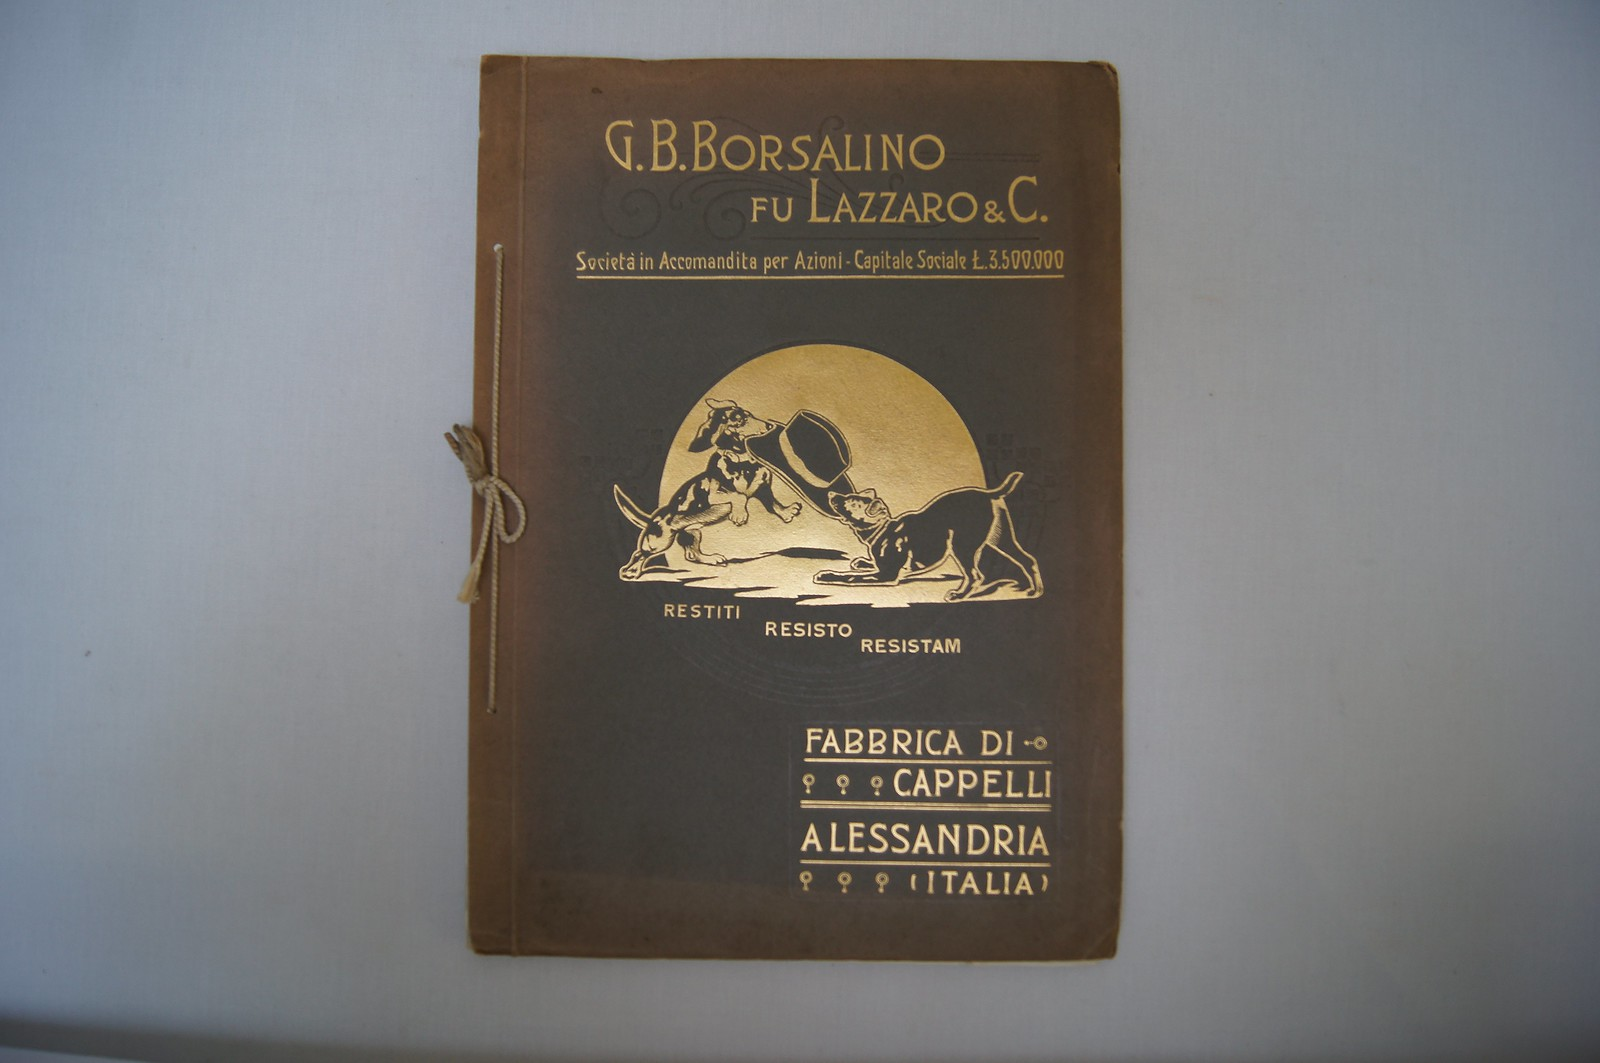 G.B.BORSALINO
FU LAZZARO & C.
Società in Accomandita per Azioni - Capitale Sociale Ł.3.500.000
RESTITI
RESISTO
RESISTAM
FABBRICA DI
CAPPELLI
ALESSANDRIA
(ITALIA)